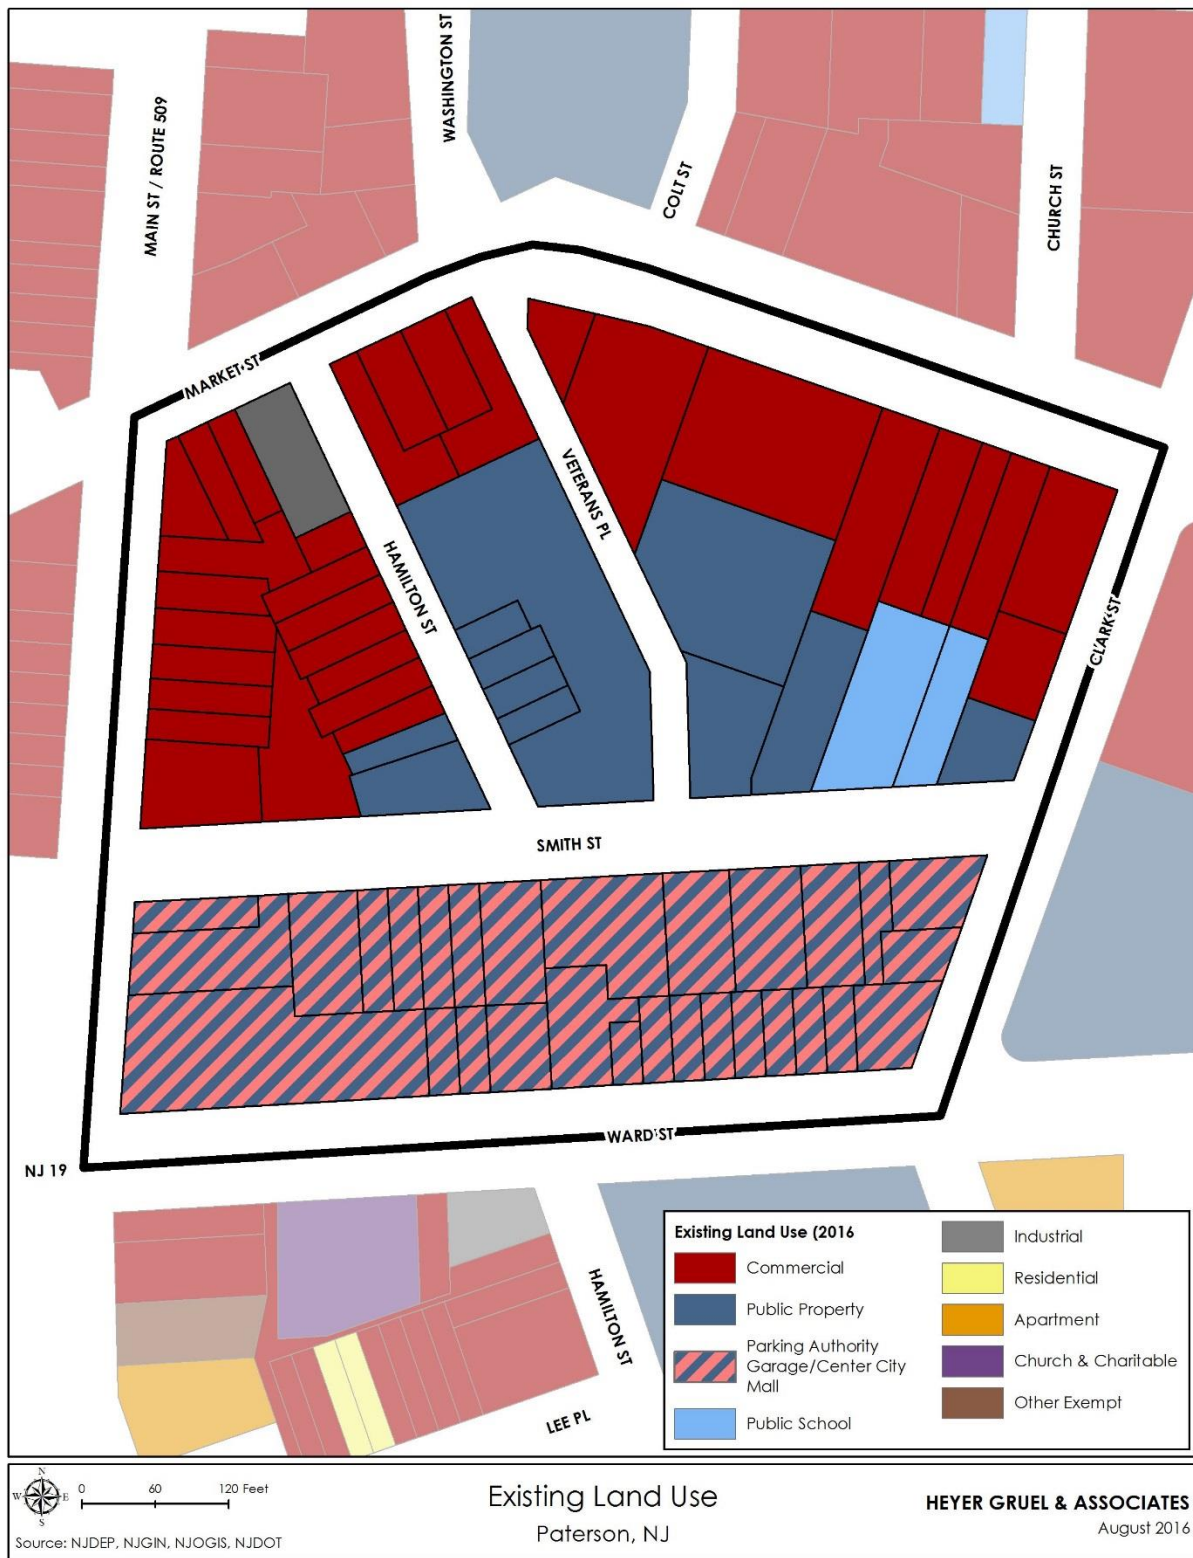 WASHINGTON ST
MAIN ST / ROUTE 509
COLT ST
CHURCH ST
MARKET ST
VETERANS PL
HAMILTON ST
CLARK ST
SMITH ST
WARD ST
NJ 19
HAMILTON ST
LEE PL
Existing Land Use (2016
Commercial
Public Property
Parking Authority
Garage/Center City
Mall
Public School
Industrial
Residential
Apartment
Church & Charitable
Other Exempt
N
W E
S
0 60 120 Feet
Source: NJDEP, NJGIN, NJOGIS, NJDOT
Existing Land Use
Paterson, NJ
HEYER GRUEL & ASSOCIATES
August 2016